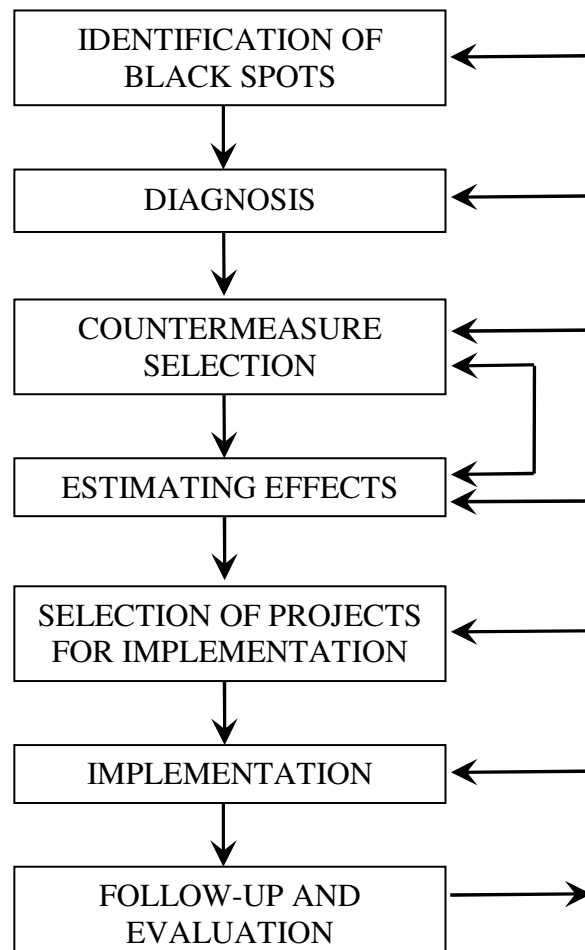 IDENTIFICATION OF
BLACK SPOTS
DIAGNOSIS
COUNTERMEASURE
SELECTION
ESTIMATING EFFECTS
SELECTION OF PROJECTS
FOR IMPLEMENTATION
IMPLEMENTATION
FOLLOW-UP AND
EVALUATION